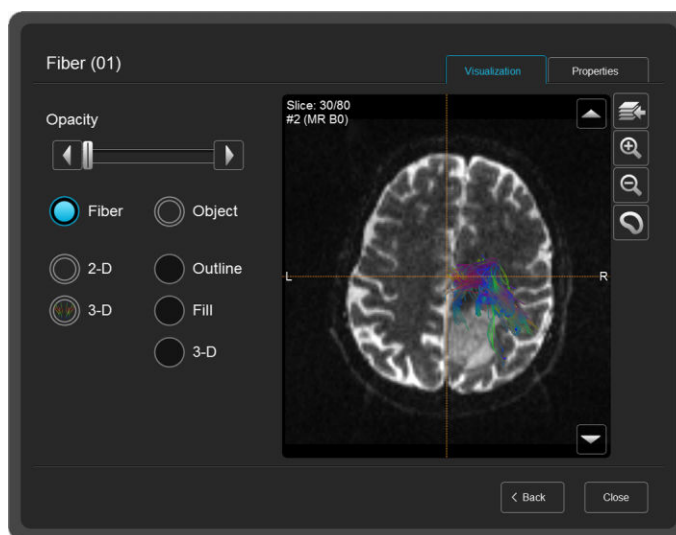 Fiber (01)
Visualization
Properties
Opacity
Slice: 30/80
#2 (MR B0)
Fiber
Object
2-D
Outline
3-D
Fill
3-D
L
R
< Back
Close